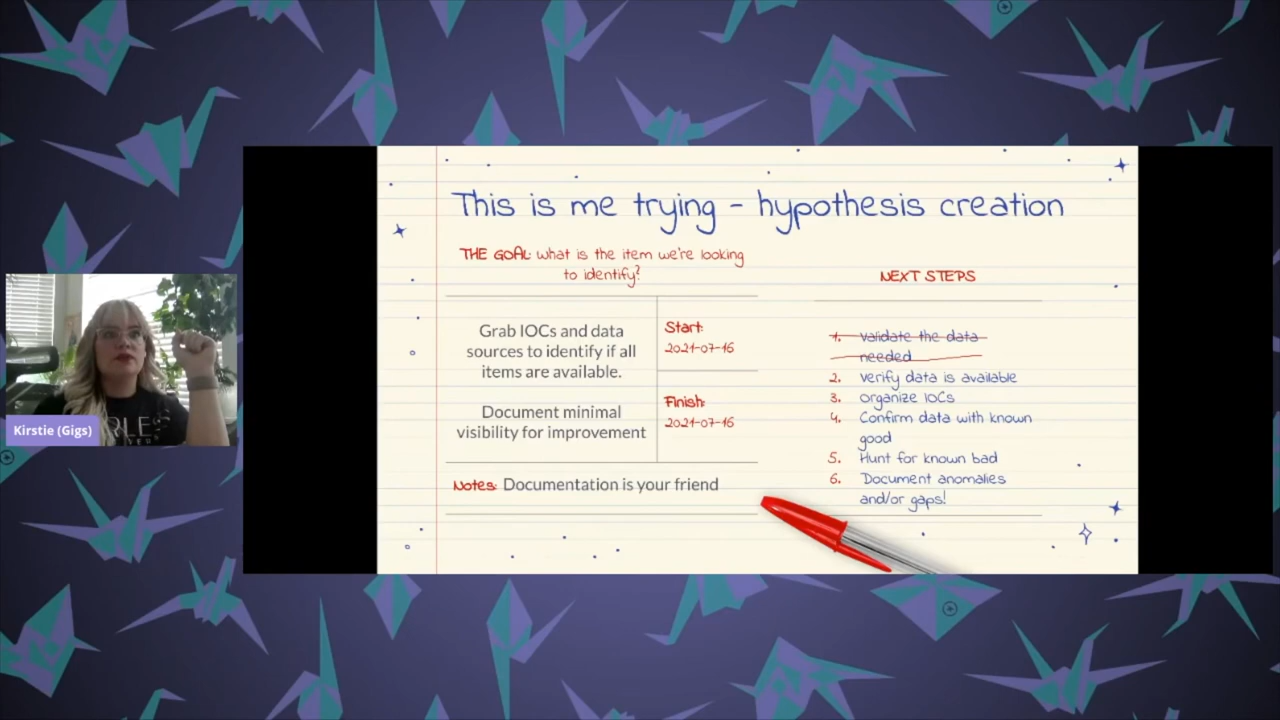 This is me trying - hypothesis creation
THE GOAL: what is the item we're looking
to identify?
Grab IOCs and data
sources to identify if all
items are available.
Document minimal
visibility for improvement
Start:
2021-07-16
Finish:
2021-07-16
Notes: Documentation is your friend
NEXT STEPS
1. Validate the data
needed
2. Verify data is available
3. Organize IOCs
4. Confirm data with known
good
5. Hunt for known bad
6. Document anomalies
and/or gaps!
Kirstie (Gigs)